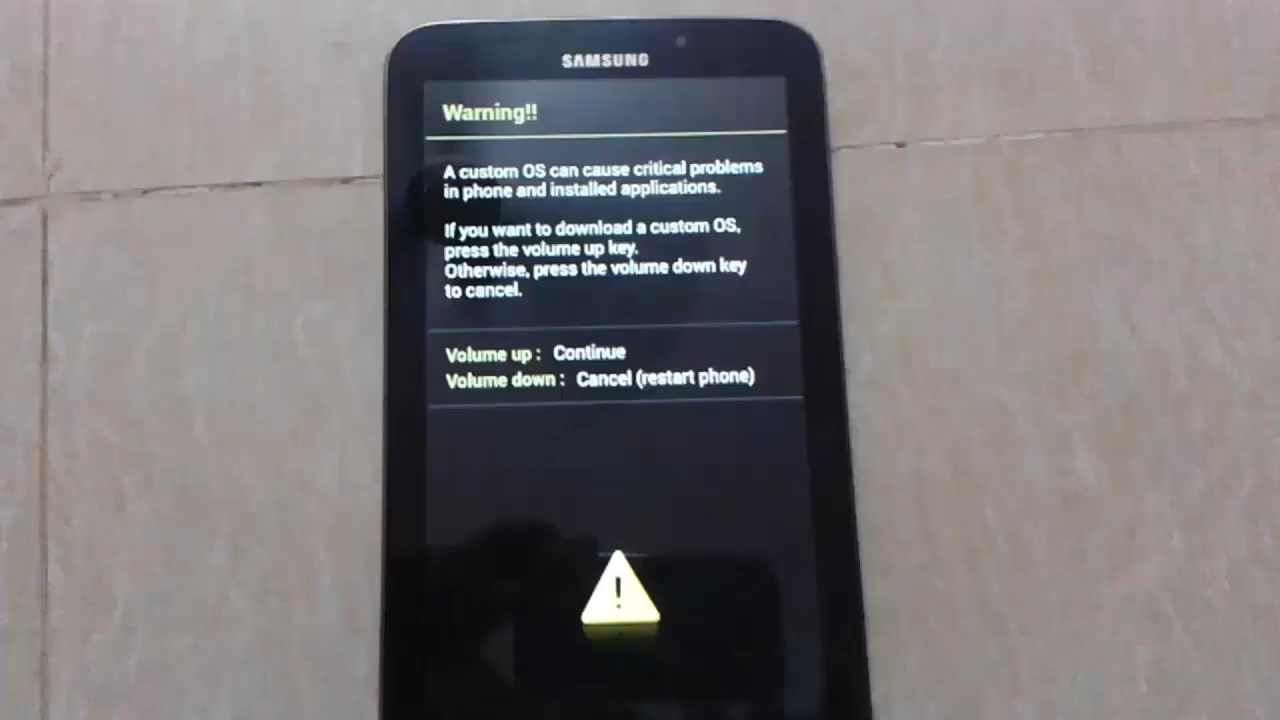 SAMSUNG
Warning!!
A custom OS can cause critical problems
in phone and installed applications.
If you want to download a custom OS,
press the volume up key.
Otherwise, press the volume down key
to cancel.
Volume up : Continue
Volume down : Cancel (restart phone)